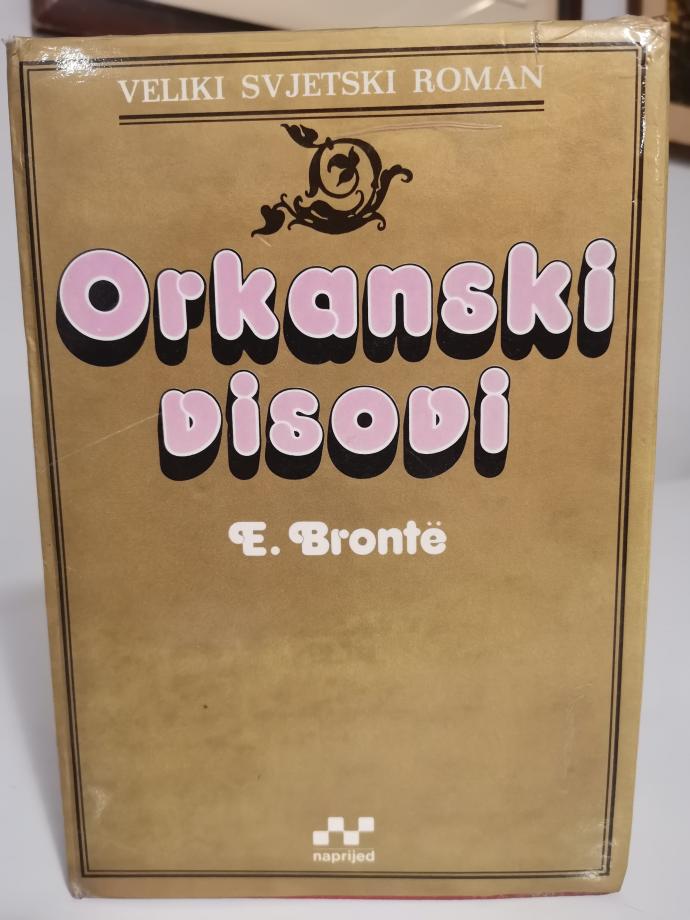 VELIKI SVJETSKI ROMAN
Orkanski
visovi
E. Brontë
naprijed